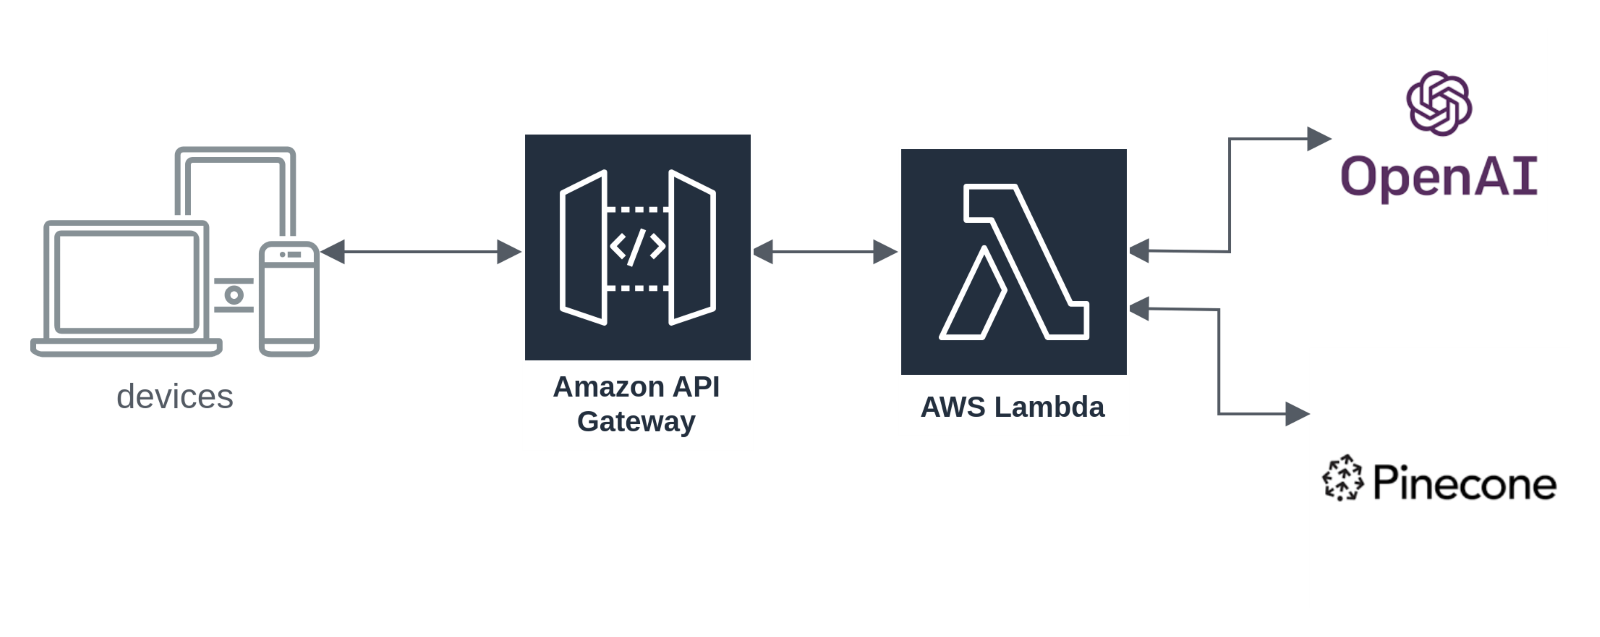 OpenAI
devices
Amazon API
Gateway
AWS Lambda
Pinecone